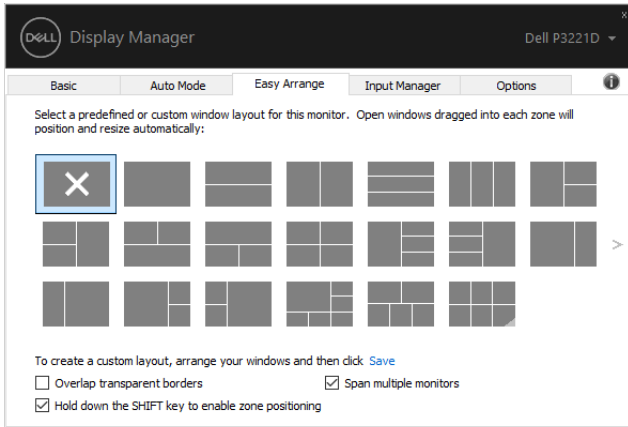 x
DELL Display Manager Dell P3221D
Basic Auto Mode Easy Arrange Input Manager Options i
Select a predefined or custom window layout for this monitor. Open windows dragged into each zone will
position and resize automatically:
>
To create a custom layout, arrange your windows and then click Save
Overlap transparent borders Span multiple monitors
Hold down the SHIFT key to enable zone positioning